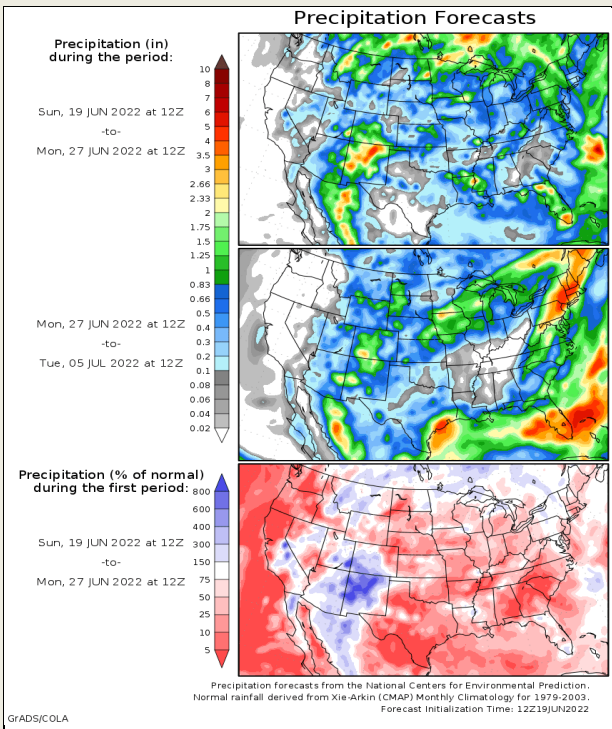 Precipitation Forecasts
Precipitation (in)
during the period:
Sun, 19 JUN 2022 at 12Z
-to-
Mon, 27 JUN 2022 at 12Z
10
8
7
6
5
4
3.5
3
2.66
2.33
2
1.75
1.5
1.25
1
0.83
0.66
0.5
0.4
0.3
0.2
0.1
0.08
0.06
0.04
0.02
Mon, 27 JUN 2022 at 12Z
-to-
Tue, 05 JUL 2022 at 12Z
Precipitation (% of normal)
during the first period:
Sun, 19 JUN 2022 at 12Z
-to-
Mon, 27 JUN 2022 at 12Z
800
600
400
300
150
75
50
25
10
5
Precipitation forecasts from the National Centers for Environmental Prediction.
Normal rainfall derived from Xie-Arkin (CMAP) Monthly Climatology for 1979-2003.
Forecast Initialization Time: 12Z19JUN2022
GrADS/COLA